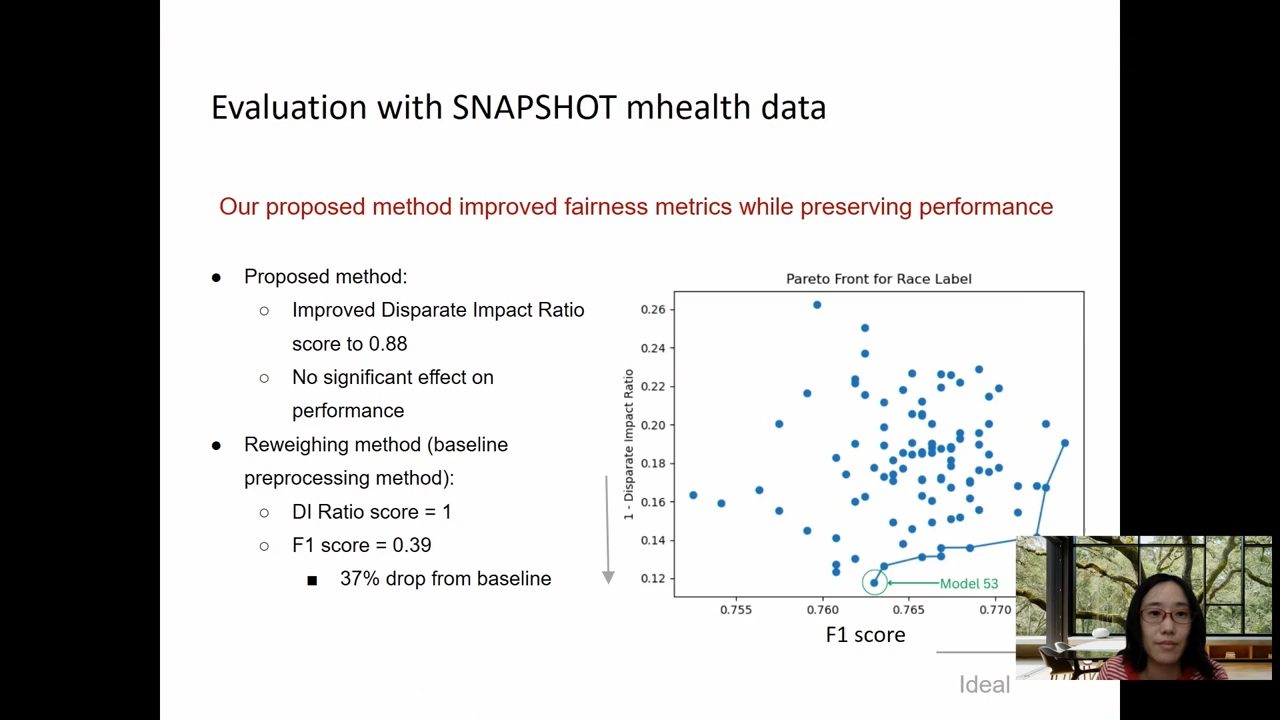 Evaluation with SNAPSHOT mhealth data
Our proposed method improved fairness metrics while preserving performance
● Proposed method:
○ Improved Disparate Impact Ratio
score to 0.88
○ No significant effect on
performance
● Reweighing method (baseline
preprocessing method):
○ DI Ratio score = 1
○ F1 score = 0.39
■ 37% drop from baseline
Pareto Front for Race Label
1 - Disparate Impact Ratio
0.26
0.24
0.22
0.20
0.18
0.16
0.14
0.12
Model 53
0.755
0.760
0.765
0.770
F1 score
Ideal